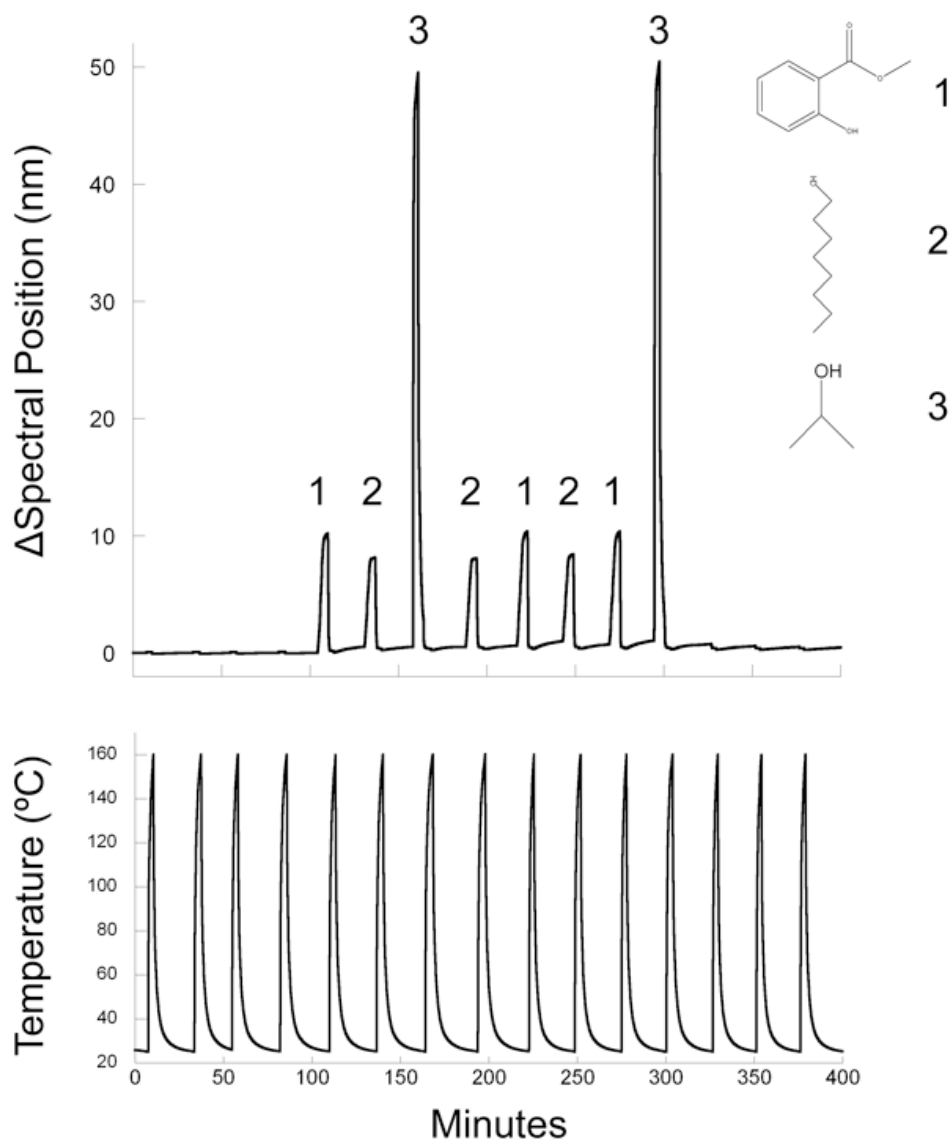 3 3
50
40
30
20
10
0
ΔSpectral Position (nm)
1 2 2 1 2 1
O
O
OH
1
HO
2
OH
3
160
140
120
100
80
60
40
20
Temperature (ºC)
0 50 100 150 200 250 300 350 400
Minutes